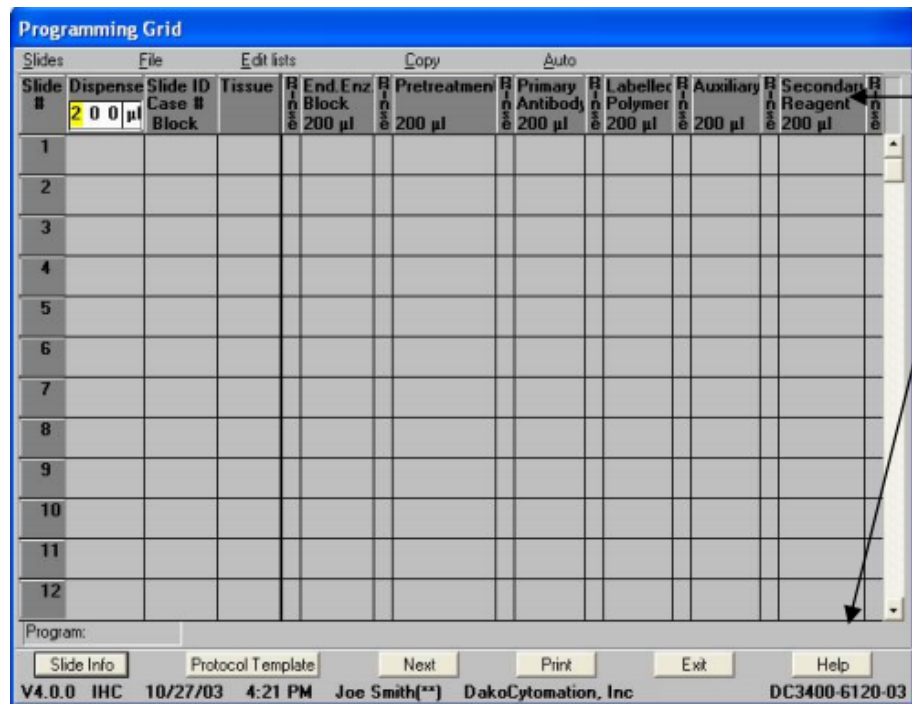 Programming Grid
Slides File Edit lists Copy Auto
Slide # Dispense 2 0 0 µl Slide ID Case # Block Tissue Rinse End.Enz Block 200 µl Rinse Pretreatmen 200 µl Rinse Primary Antibody 200 µl Rinse Labelled Polymer 200 µl Rinse Auxiliary 200 µl Rinse Secondary Reagent 200 µl Rinse
1
2
3
4
5
6
7
8
9
10
11
12
Program:
Slide Info Protocol Template Next Print Exit Help
V4.0.0 IHC 10/27/03 4:21 PM Joe Smith(**) DakoCytomation, Inc DC3400-6120-03